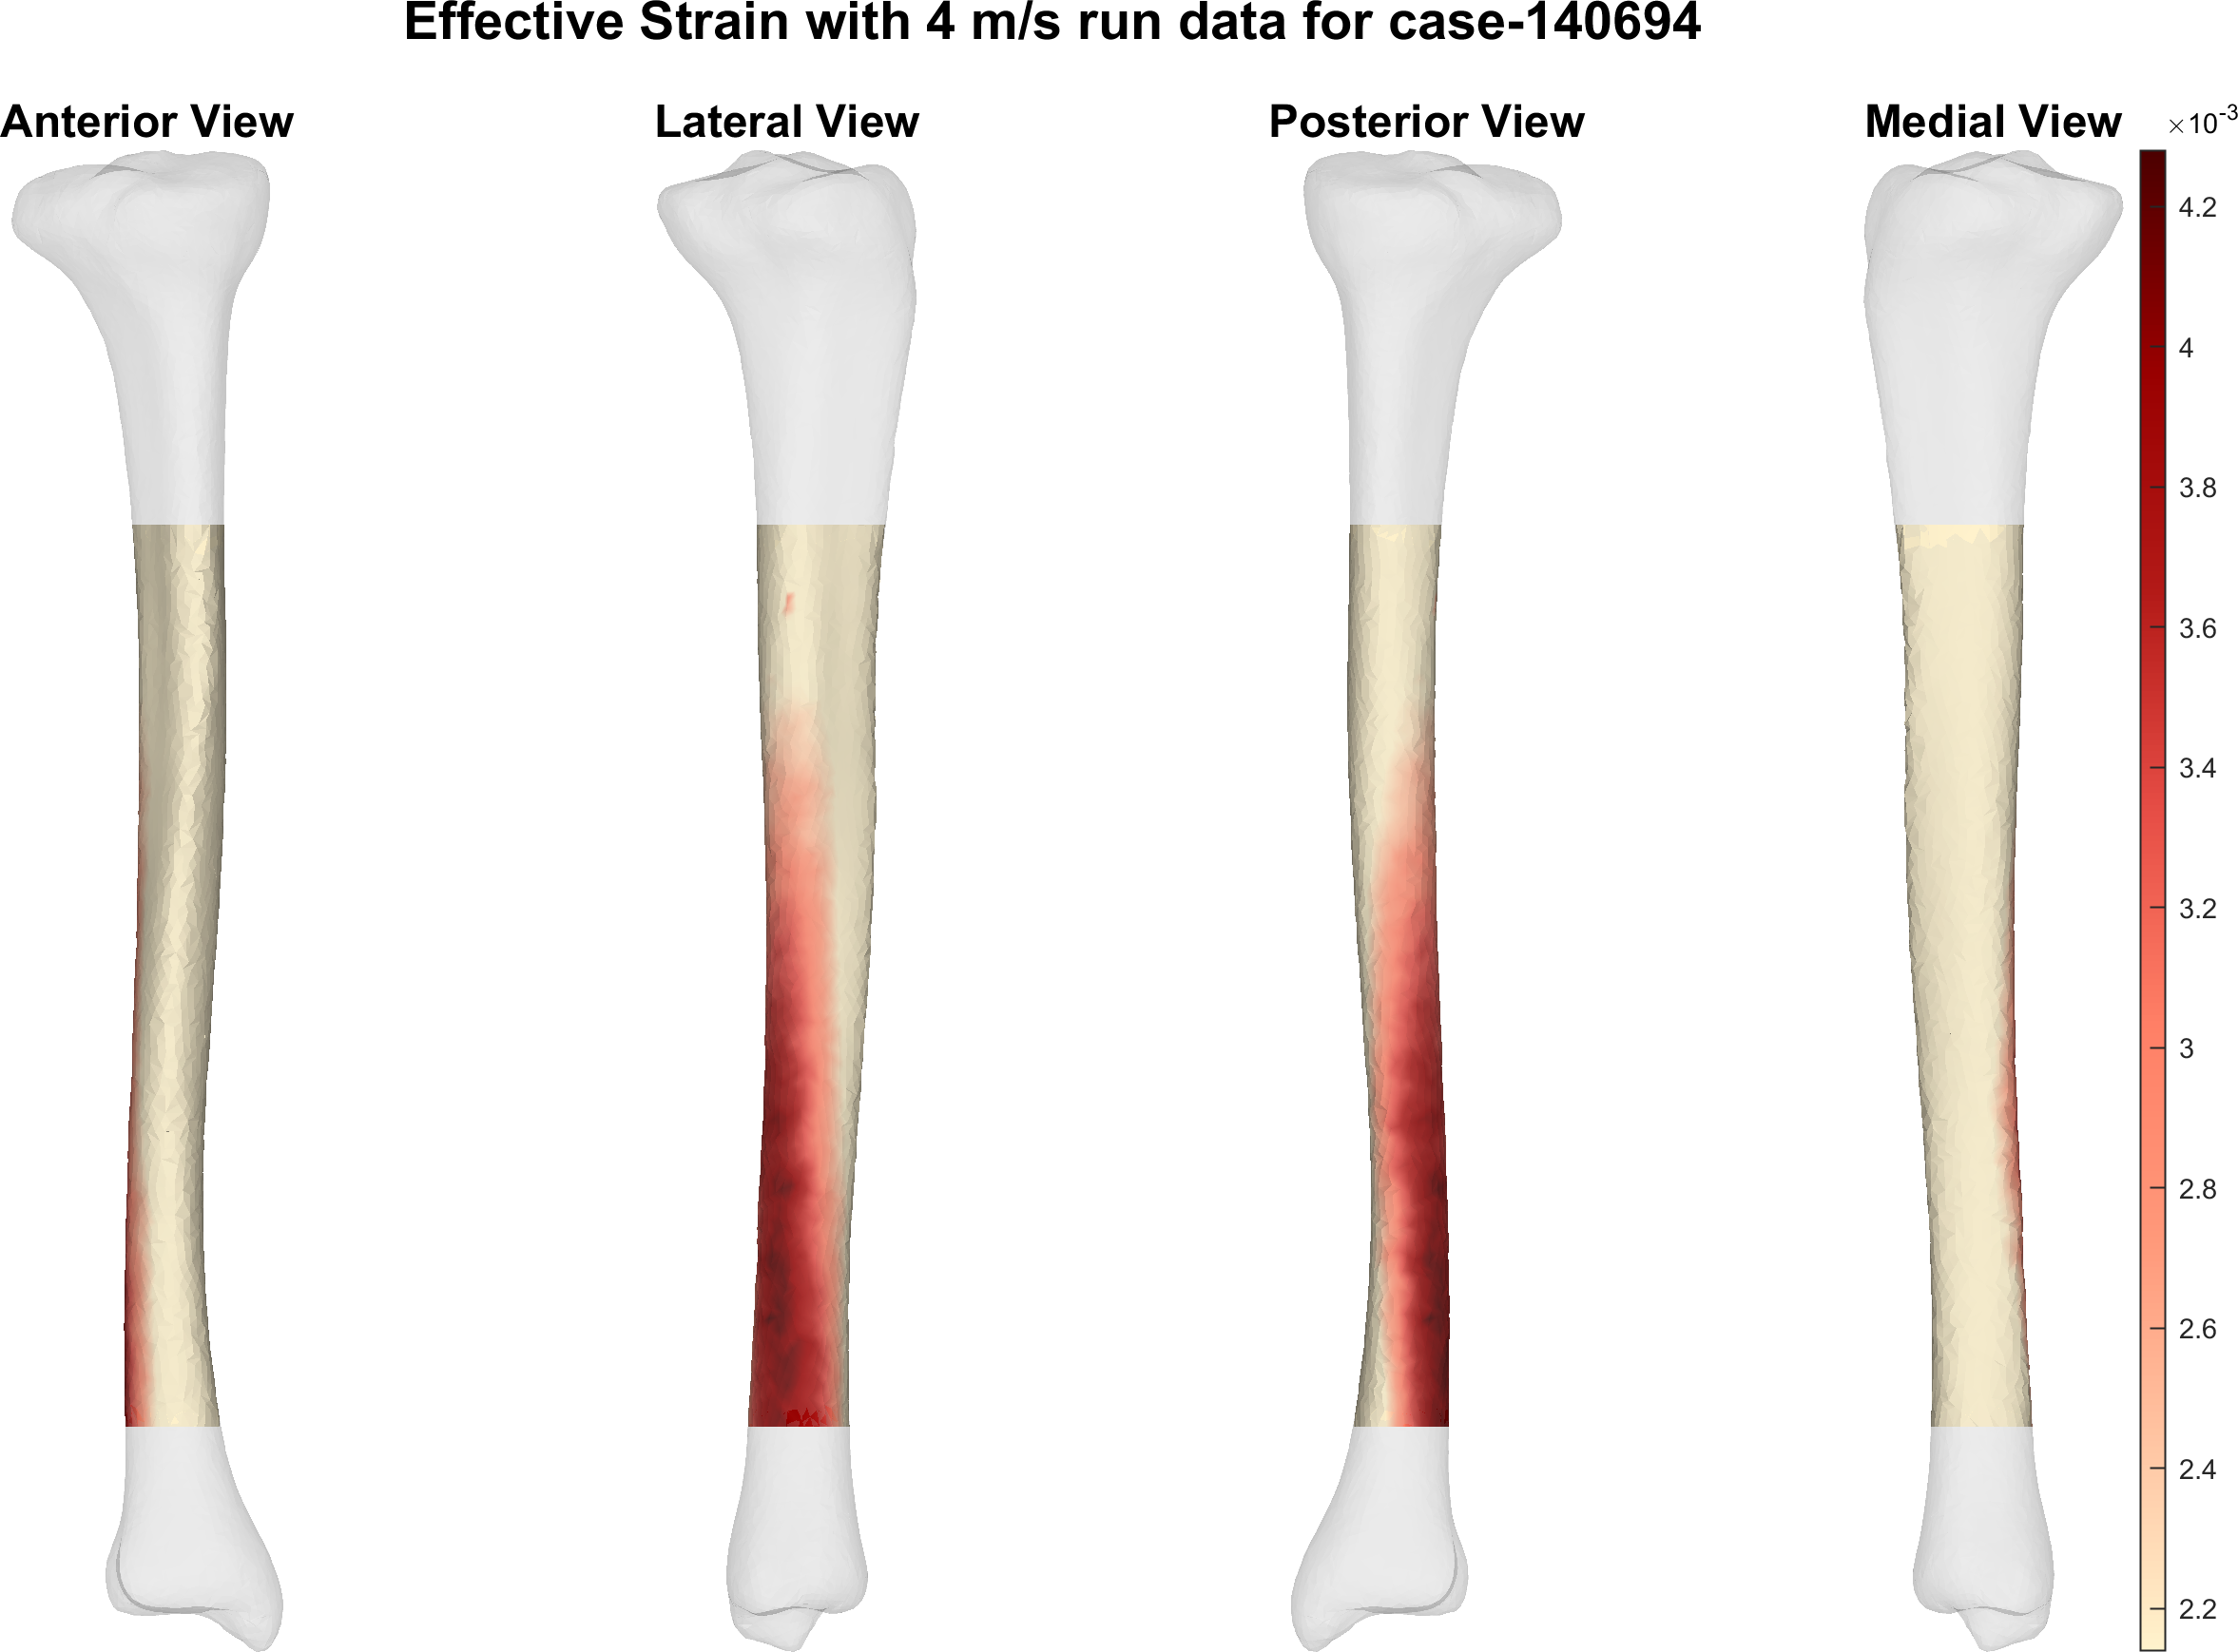 Effective Strain with 4 m/s run data for case-140694
Anterior View
Lateral View
Posterior View
Medial View
×10-3
4.2
4
3.8
3.6
3.4
3.2
3
2.8
2.6
2.4
2.2